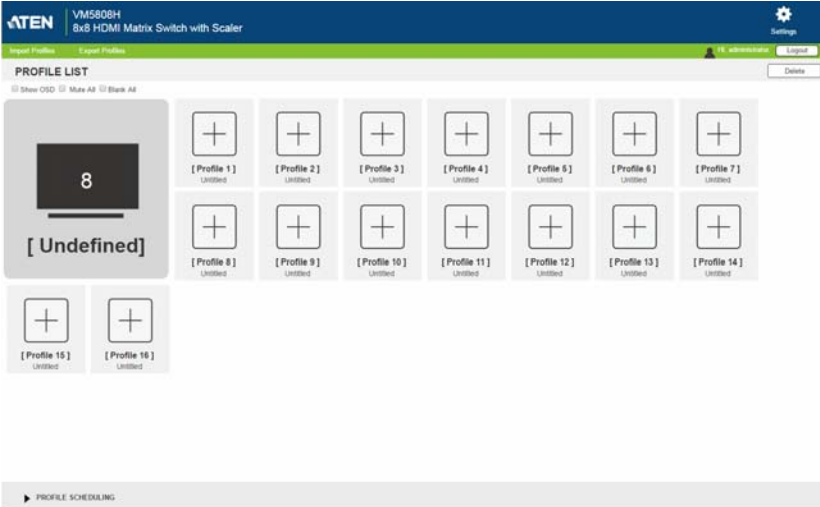 ATEN
VM5808H
8x8 HDMI Matrix Switch with Scaler
Settings
Import Profiles Export Profiles
Hi, administrator Logout
PROFILE LIST
Delete
Show OSD Mute All Blank All
8
[ Undefined]
[ Profile 1 ] [ Profile 2 ] [ Profile 3 ] [ Profile 4 ] [ Profile 5 ] [ Profile 6 ] [ Profile 7 ]
Untitled Untitled Untitled Untitled Untitled Untitled Untitled
[ Profile 8 ] [ Profile 9 ] [ Profile 10 ] [ Profile 11 ] [ Profile 12 ] [ Profile 13 ] [ Profile 14 ]
Untitled Untitled Untitled Untitled Untitled Untitled Untitled
[ Profile 15 ] [ Profile 16 ]
Untitled Untitled
PROFILE SCHEDULING